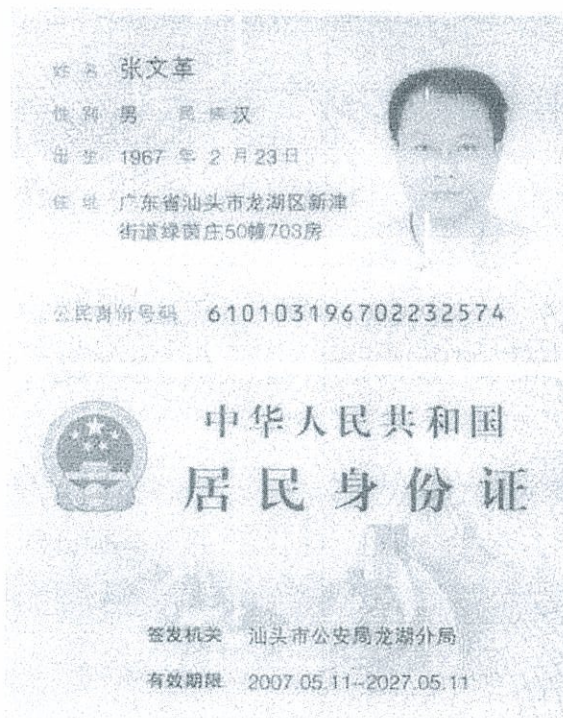 姓名 张文革
性别 男 民族 汉
出生 1967 年 2 月 23 日
住址 广东省汕头市龙湖区新津
街道绿茵庄50幢703房
公民身份号码 610103196702232574
中华人民共和国
居民身份证
签发机关 汕头市公安局龙湖分局
有效期限 2007.05.11-2027.05.11